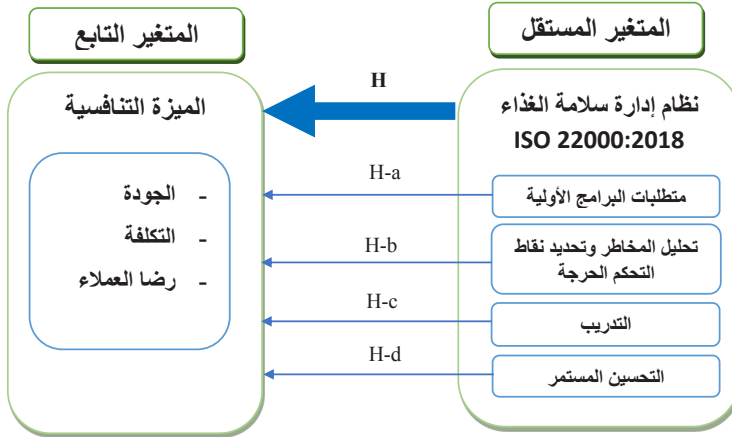 المتغير المستقل
المتغير التابع
نظام إدارة سلامة الغذاء
ISO 22000:2018
متطلبات البرامج الأولية
تحليل المخاطر وتحديد نقاط
التحكم الحرجة
التدريب
التحسين المستمر
H
H-a
H-b
H-c
H-d
الميزة التنافسية
- الجودة
- التكلفة
- رضا العملاء